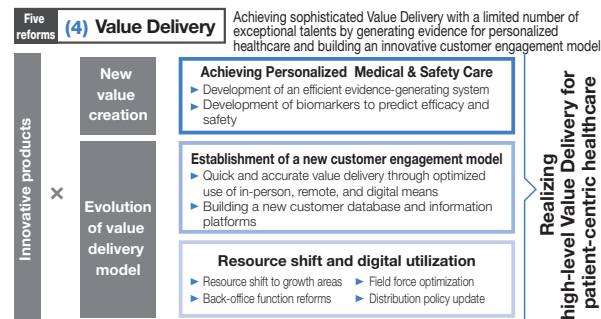 Five
reforms
(4) Value Delivery
Achieving sophisticated Value Delivery with a limited number of
exceptional talents by generating evidence for personalized
healthcare and building an innovative customer engagement model
Innovative products
×
New
value
creation
Achieving Personalized Medical & Safety Care
► Development of an efficient evidence-generating system
► Development of biomarkers to predict efficacy and
safety
Evolution
of value
delivery
model
Establishment of a new customer engagement model
► Quick and accurate value delivery through optimized
use of in-person, remote, and digital means
► Building a new customer database and information
platforms
Resource shift and digital utilization
► Resource shift to growth areas ► Field force optimization
► Back-office function reforms ► Distribution policy update
Realizing
high-level Value Delivery for
patient-centric healthcare